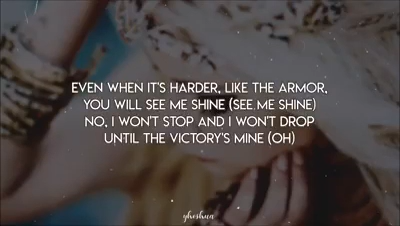 EVEN WHEN IT'S HARDER, LIKE THE ARMOR,
YOU WILL SEE ME SHINE (SEE ME SHINE)
NO, I WON'T STOP AND I WON'T DROP
UNTIL THE VICTORY'S MINE (OH)
gheshua